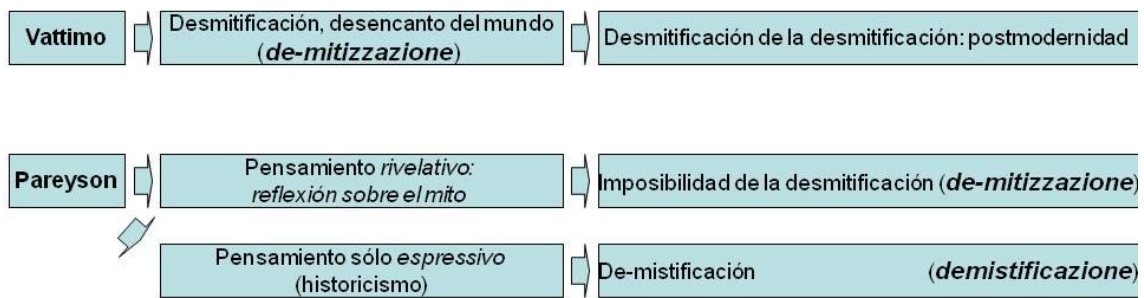 Vattimo
Desmitificación, desencanto del mundo
(de-mitizzazione)
Desmitificación de la desmitificación: postmodernidad
Pareyson
Pensamiento rivelativo:
reflexión sobre el mito
Imposibilidad de la desmitificación (de-mitizzazione)
Pensamiento sólo espressivo
(historicismo)
De-mistificación (demistificazione)